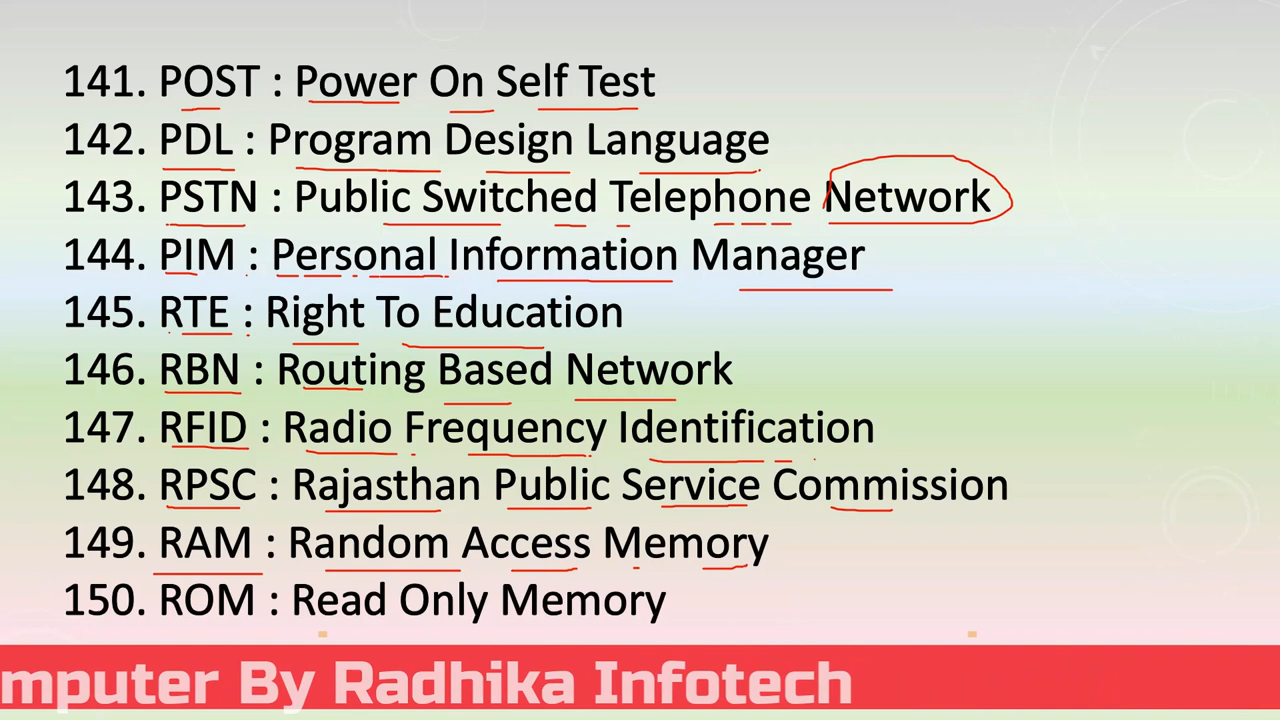 141. POST : Power On Self Test
142. PDL : Program Design Language
143. PSTN : Public Switched Telephone Network
144. PIM : Personal Information Manager
145. RTE : Right To Education
146. RBN : Routing Based Network
147. RFID : Radio Frequency Identification
148. RPSC : Rajasthan Public Service Commission
149. RAM : Random Access Memory
150. ROM : Read Only Memory
mputer By Radhika Infotech